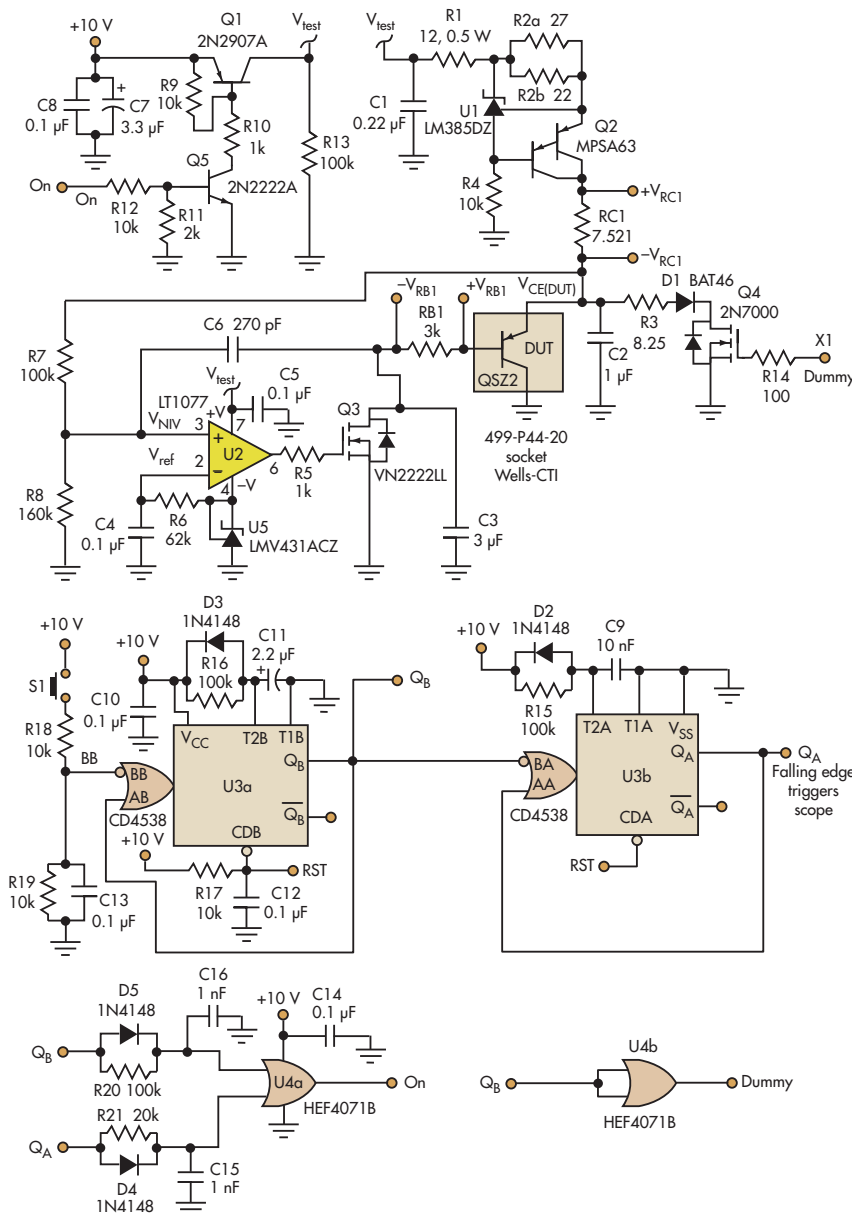 +10 V
Q1
2N2907A
Vtest
R9
10k
C8
0.1 µF
+
C7
3.3 µF
R10
1k
R13
100k
Q5
2N2222A
On
On
R12
10k
R11
2k
Vtest
R1
12, 0.5 W
R2a 27
R2b 22
C1
0.22 µF
U1
LM385DZ
Q2
MPSA63
R4
10k
+VRC1
RC1
7.521
−VRC1
−VRB1
+VRB1
VCE(DUT)
D1 BAT46
Q4
2N7000
R3
8.25
X1
Dummy
R14
100
C6 270 pF
RB1
3k
DUT
QSZ2
C2
1 µF
499-P44-20
socket
Wells-CTI
R7
100k
Vtest
C5
0.1 µF
LT1077
+V
7
VNIV
3
+
U2
Vref
2
−
6
4
−V
R5
1k
Q3
VN2222LL
R8
160k
C4
0.1 µF
R6
62k
U5
LMV431ACZ
C3
3 µF
+10 V
S1
R18
10k
BB
R19
10k
C13
0.1 µF
+10 V
C10
0.1 µF
D3
1N4148
R16
100k
C11
2.2 µF
+
VCC
T2B
T1B
BB
AB
CD4538
U3a
QB
QB
CDB
+10 V
R17
10k
RST
C12
0.1 µF
QB
D2
1N4148
+10 V
R15
100k
C9
10 nF
T2A
T1A
VSS
BA
AA
CD4538
U3b
QA
QA
CDA
RST
QA
Falling edge
triggers
scope
D5
1N4148
C16
1 nF
+10 V
C14
0.1 µF
QB
R20 100k
U4a
HEF4071B
On
R21 20k
QA
D4
1N4148
C15
1 nF
U4b
QB
HEF4071B
Dummy